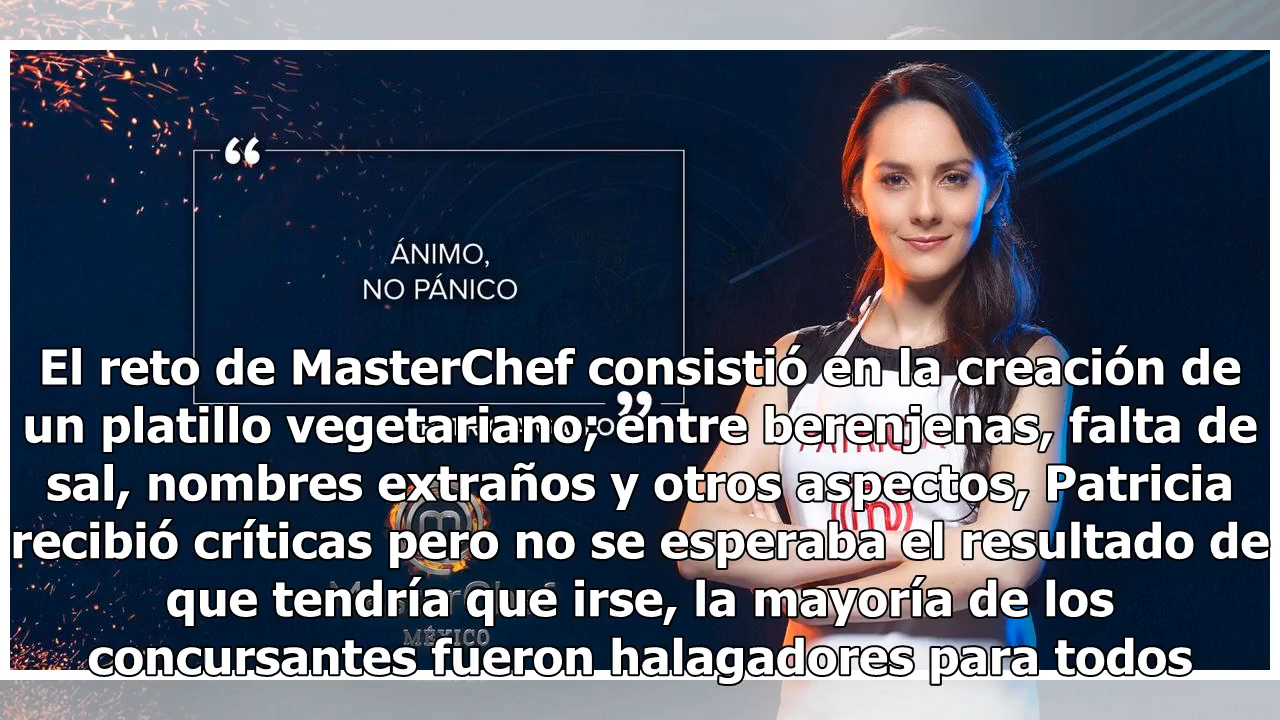 “
ÁNIMO,
NO PÁNICO
”
El reto de MasterChef consistió en la creación de
un platillo vegetariano; entre berenjenas, falta de
sal, nombres extraños y otros aspectos, Patricia
recibió críticas pero no se esperaba el resultado de
que tendría que irse, la mayoría de los
concursantes fueron halagadores para todos
PATRICIA
MasterChef
MÉXICO